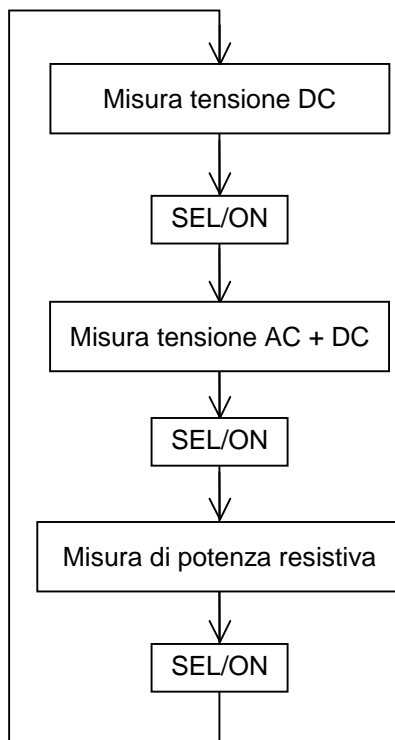 Misura tensione DC
SEL/ON
Misura tensione AC + DC
SEL/ON
Misura di potenza resistiva
SEL/ON